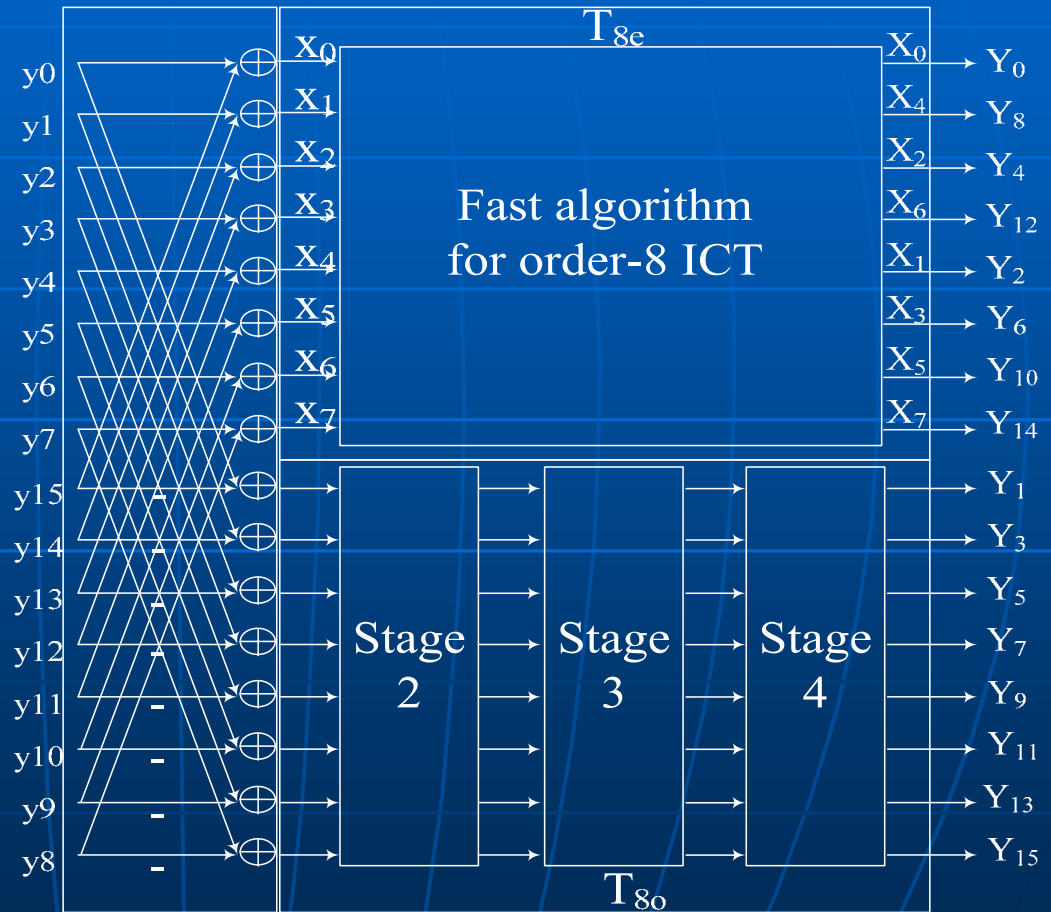 T8e
y0 X0 X0 Y0
y1 X1 X4 Y8
y2 X2 X2 Y4
y3 X3 X6 Y12
Fast algorithm
for order-8 ICT
y4 X4 X1 Y2
y5 X5 X3 Y6
y6 X6 X5 Y10
y7 X7 X7 Y14
y15 - Y1
y14 - Y3
y13 - Y5
y12 - Y7
Stage 2
Stage 3
Stage 4
y11 - Y9
y10 - Y11
y9 - Y13
y8 - Y15
T8o